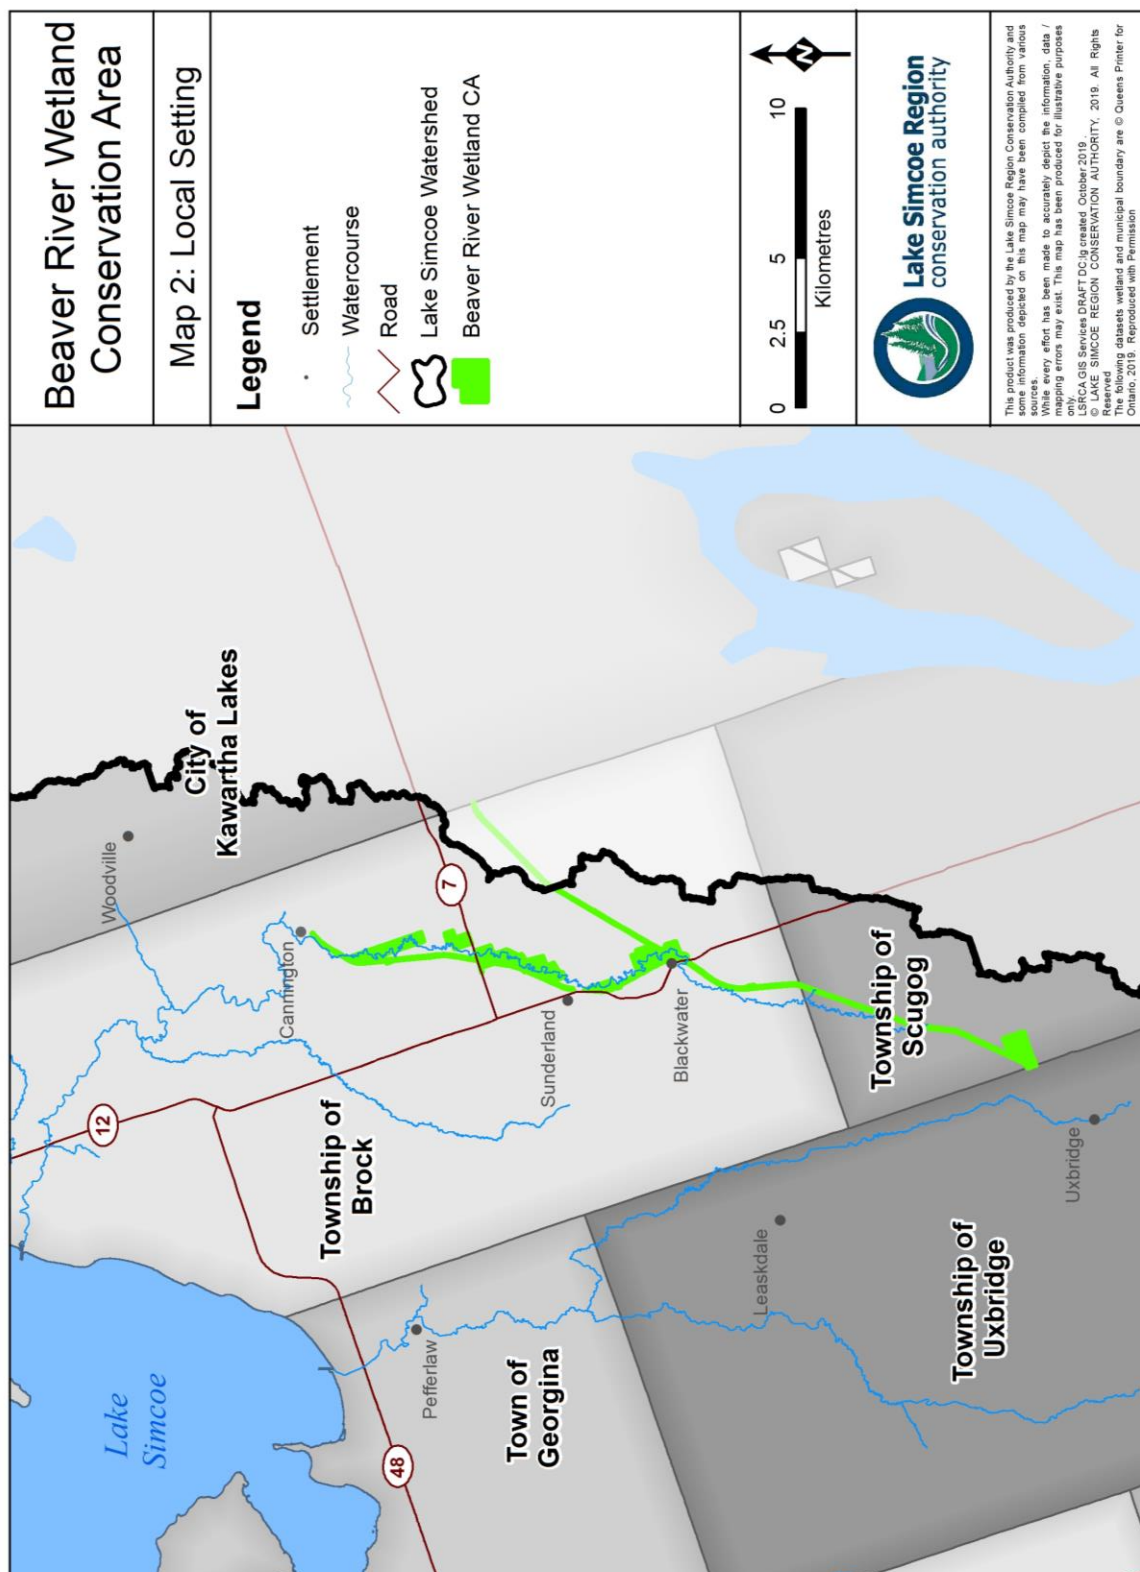 Beaver River Wetland
Conservation Area
Map 2: Local Setting
Legend
Settlement
Watercourse
Road
Lake Simcoe Watershed
Beaver River Wetland CA
0 2.5 5 10
Kilometres
N
Lake Simcoe Region
conservation authority
This product was produced by the Lake Simcoe Region Conservation Authority and
some information depicted on this map may have been compiled from various
sources.
While every effort has been made to accurately depict the information, data /
mapping errors may exist. This map has been produced for illustrative purposes
only.
LSRCA GIS Services DRAFT DC:lg created October 2019.
© LAKE SIMCOE REGION CONSERVATION AUTHORITY, 2019. All Rights
Reserved
The following datasets wetland and municipal boundary are © Queens Printer for
Ontario, 2019. Reproduced with Permission
Lake
Simcoe
12
48
7
City of
Kawartha Lakes
Woodville
Cannington
Sunderland
Blackwater
Township of
Brock
Pefferlaw
Town of
Georgina
Leaskdale
Township of
Scugog
Township of
Uxbridge
Uxbridge